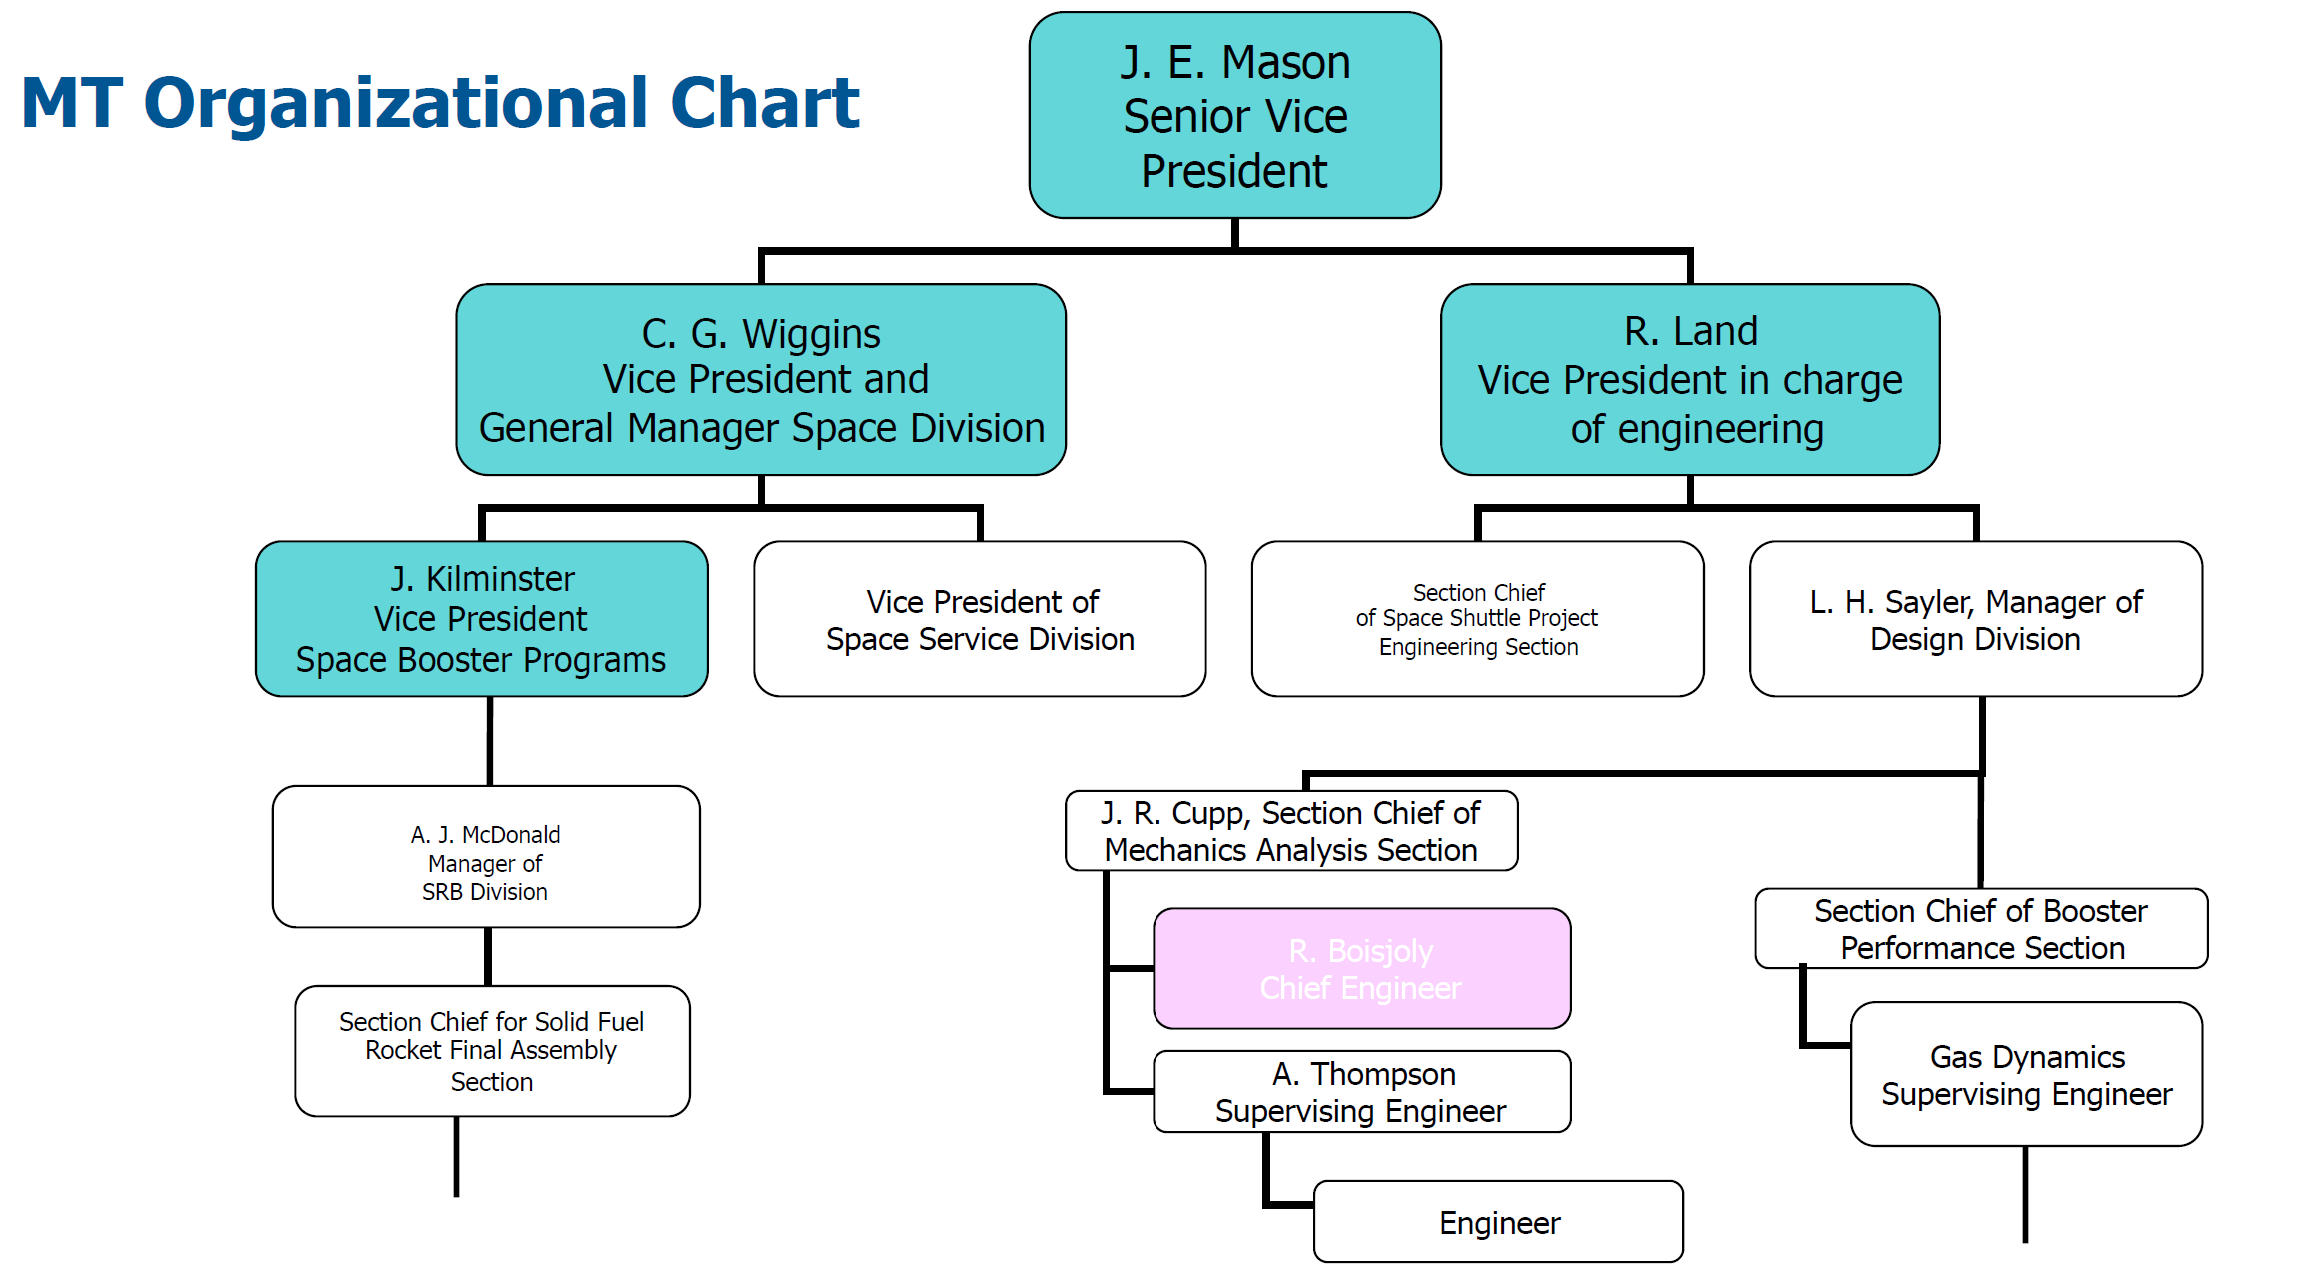 MT Organizational Chart
J. E. Mason
Senior Vice
President
C. G. Wiggins
Vice President and
General Manager Space Division
R. Land
Vice President in charge
of engineering
J. Kilminster
Vice President
Space Booster Programs
Vice President of
Space Service Division
Section Chief
of Space Shuttle Project
Engineering Section
L. H. Sayler, Manager of
Design Division
A. J. McDonald
Manager of
SRB Division
J. R. Cupp, Section Chief of
Mechanics Analysis Section
Section Chief of Booster
Performance Section
R. Boisjoly
Chief Engineer
Section Chief for Solid Fuel
Rocket Final Assembly
Section
A. Thompson
Supervising Engineer
Gas Dynamics
Supervising Engineer
Engineer